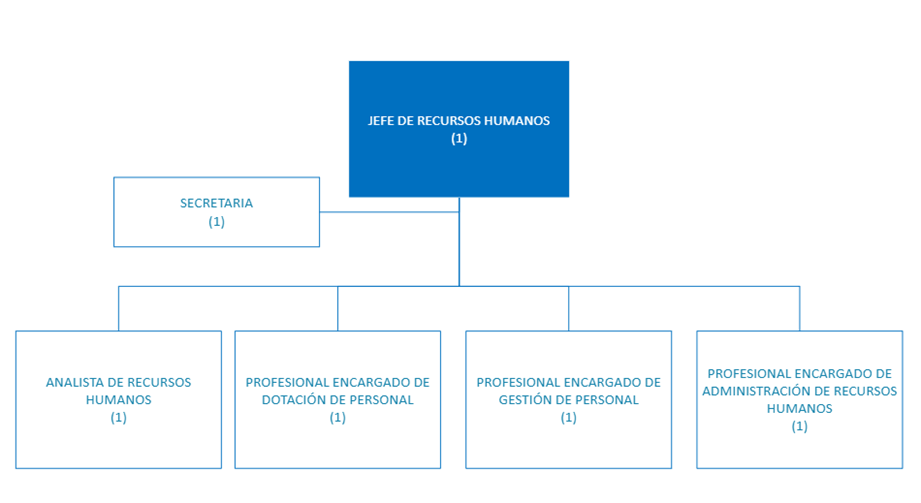 JEFE DE RECURSOS HUMANOS
(1)
SECRETARIA
(1)
ANALISTA DE RECURSOS
HUMANOS
(1)
PROFESIONAL ENCARGADO DE
DOTACIÓN DE PERSONAL
(1)
PROFESIONAL ENCARGADO DE
GESTIÓN DE PERSONAL
(1)
PROFESIONAL ENCARGADO DE
ADMINISTRACIÓN DE RECURSOS
HUMANOS
(1)